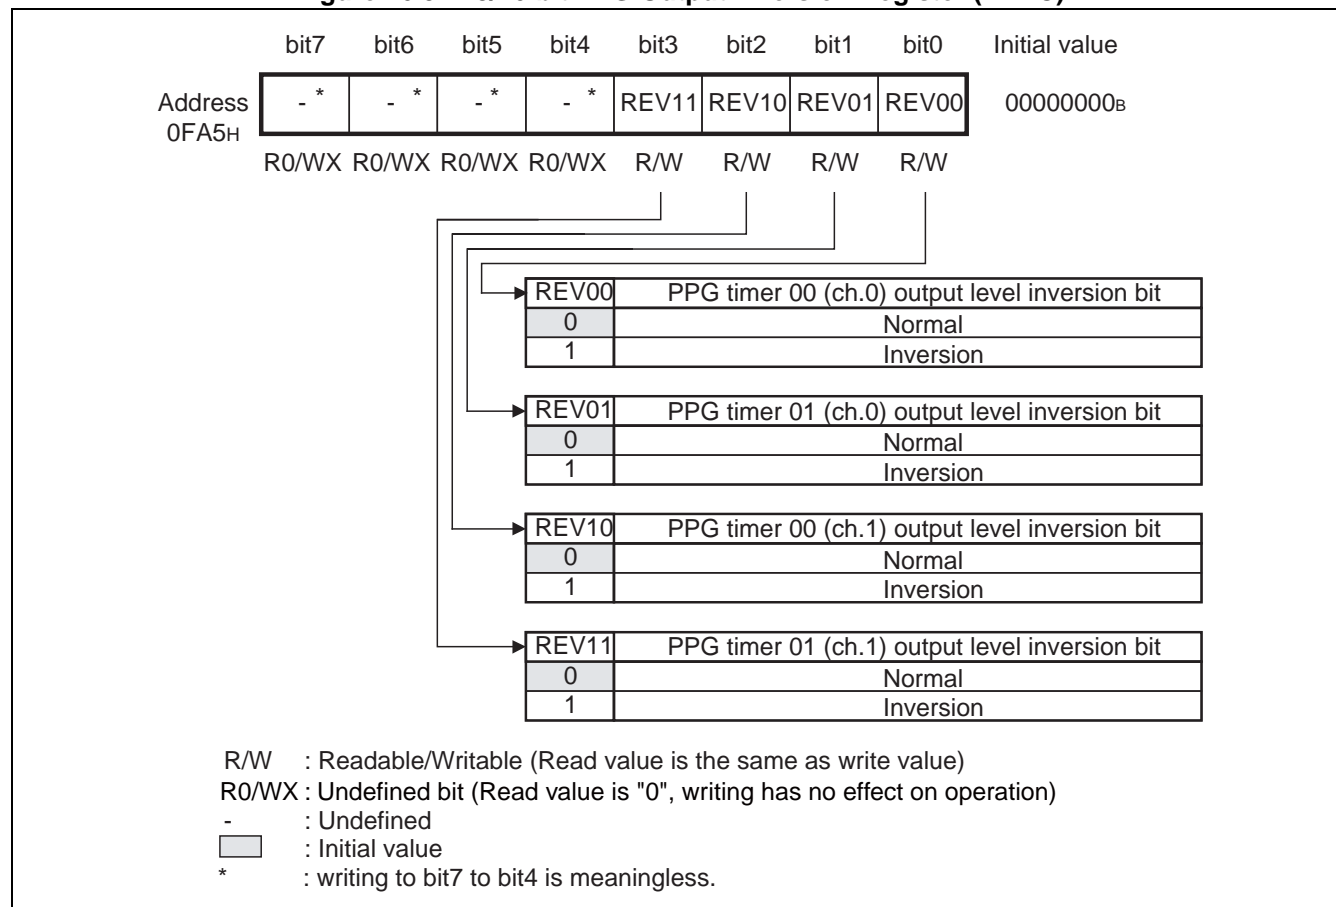 bit7 bit6 bit5 bit4 bit3 bit2 bit1 bit0 Initial value
Address - * - * - * - * REV11 REV10 REV01 REV00 00000000B
0FA5H
R0/WX R0/WX R0/WX R0/WX R/W R/W R/W R/W
REV00 PPG timer 00 (ch.0) output level inversion bit
0 Normal
1 Inversion
REV01 PPG timer 01 (ch.0) output level inversion bit
0 Normal
1 Inversion
REV10 PPG timer 00 (ch.1) output level inversion bit
0 Normal
1 Inversion
REV11 PPG timer 01 (ch.1) output level inversion bit
0 Normal
1 Inversion
R/W : Readable/Writable (Read value is the same as write value)
R0/WX : Undefined bit (Read value is "0", writing has no effect on operation)
- : Undefined
: Initial value
* : writing to bit7 to bit4 is meaningless.